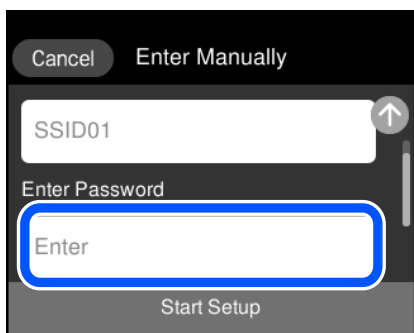 Cancel Enter Manually
SSID01
Enter Password
Enter
Start Setup